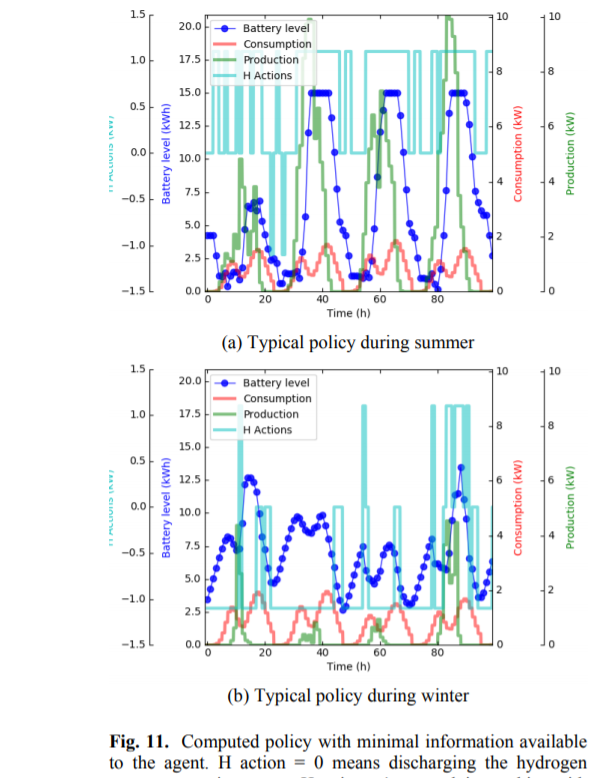 1.5
1.0
0.5
0.0
−0.5
−1.0
−1.5
Battery level (kWh)
20.0
17.5
15.0
12.5
10.0
7.5
5.0
2.5
0.0
Battery level
Consumption
Production
H Actions
10
8
6
4
2
0
Consumption (kW)
10
8
6
4
2
0
Production (kW)
0 20 40 60 80
Time (h)
(a) Typical policy during summer
1.5
1.0
0.5
0.0
−0.5
−1.0
−1.5
Battery level (kWh)
20.0
17.5
15.0
12.5
10.0
7.5
5.0
2.5
0.0
Battery level
Consumption
Production
H Actions
10
8
6
4
2
0
Consumption (kW)
10
8
6
4
2
0
Production (kW)
0 20 40 60 80
Time (h)
(b) Typical policy during winter
Fig. 11. Computed policy with minimal information available
to the agent. H action = 0 means discharging the hydrogen